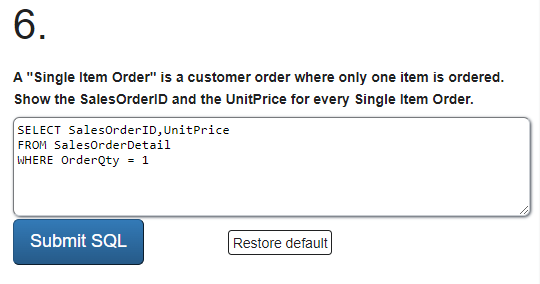 6.
A "Single Item Order" is a customer order where only one item is ordered.
Show the SalesOrderID and the UnitPrice for every Single Item Order.
SELECT SalesOrderID,UnitPrice
FROM SalesOrderDetail
WHERE OrderQty = 1
Submit SQL
Restore default